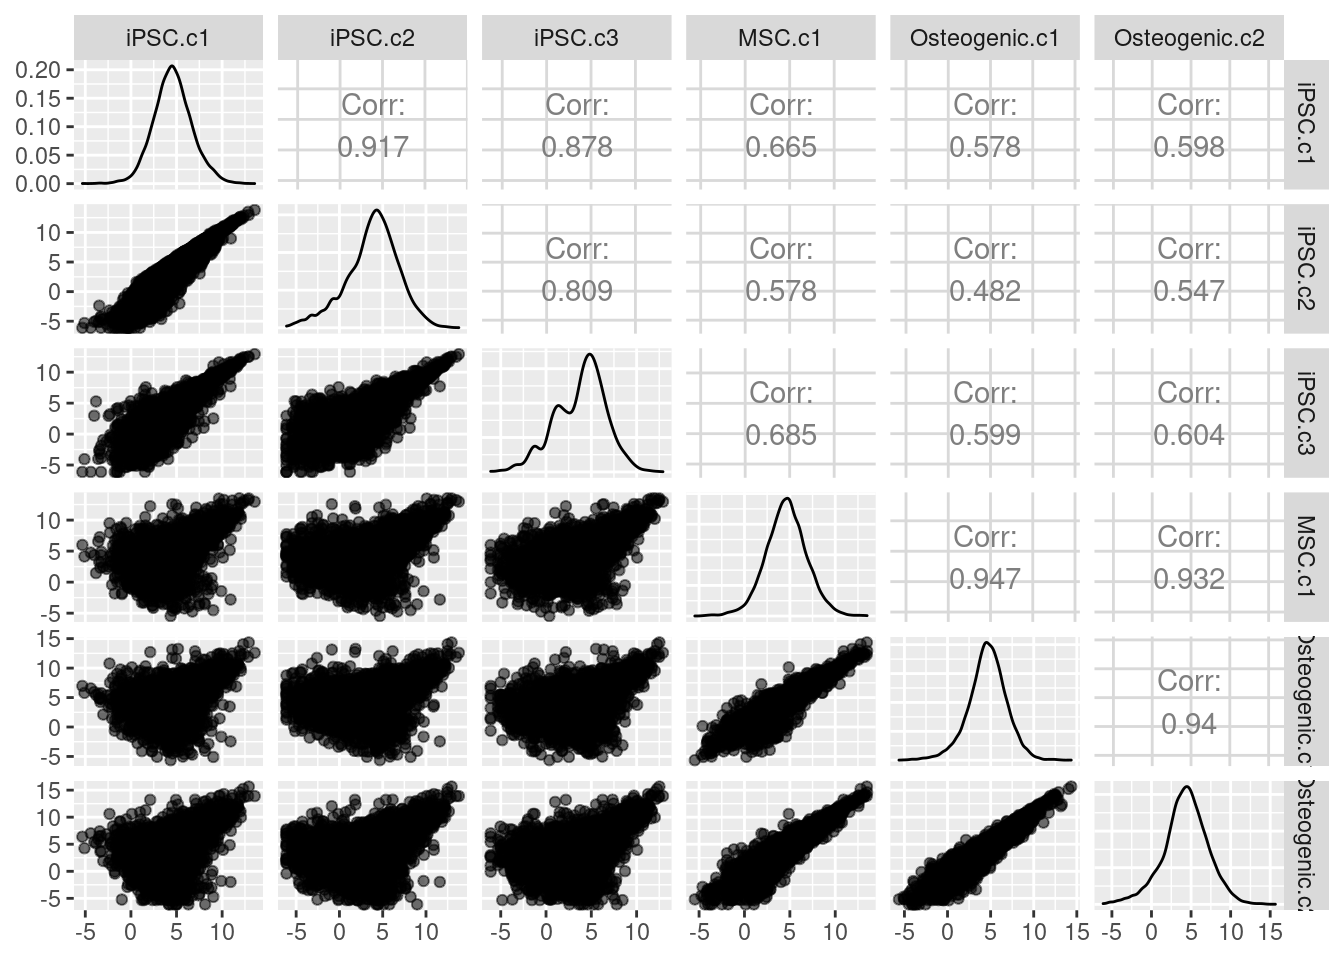 iPSC.c1 iPSC.c2 iPSC.c3 MSC.c1 Osteogenic.c1 Osteogenic.c2
0.20
0.15
0.10
0.05
0.00
Corr: Corr: Corr: Corr: Corr:
0.917 0.878 0.665 0.578 0.598
iPSC.c1
10
5
0
-5
Corr: Corr: Corr: Corr:
0.809 0.578 0.482 0.547
iPSC.c2
10
5
0
-5
Corr: Corr: Corr:
0.685 0.599 0.604
iPSC.c3
10
5
0
-5
Corr: Corr:
0.947 0.932
MSC.c1
15
10
5
0
-5
Corr:
0.94
15
10
5
0
-5
-5 0 5 10 -5 0 5 10 -5 0 5 10 -5 0 5 10 -5 0 5 10 15 -5 0 5 10 15